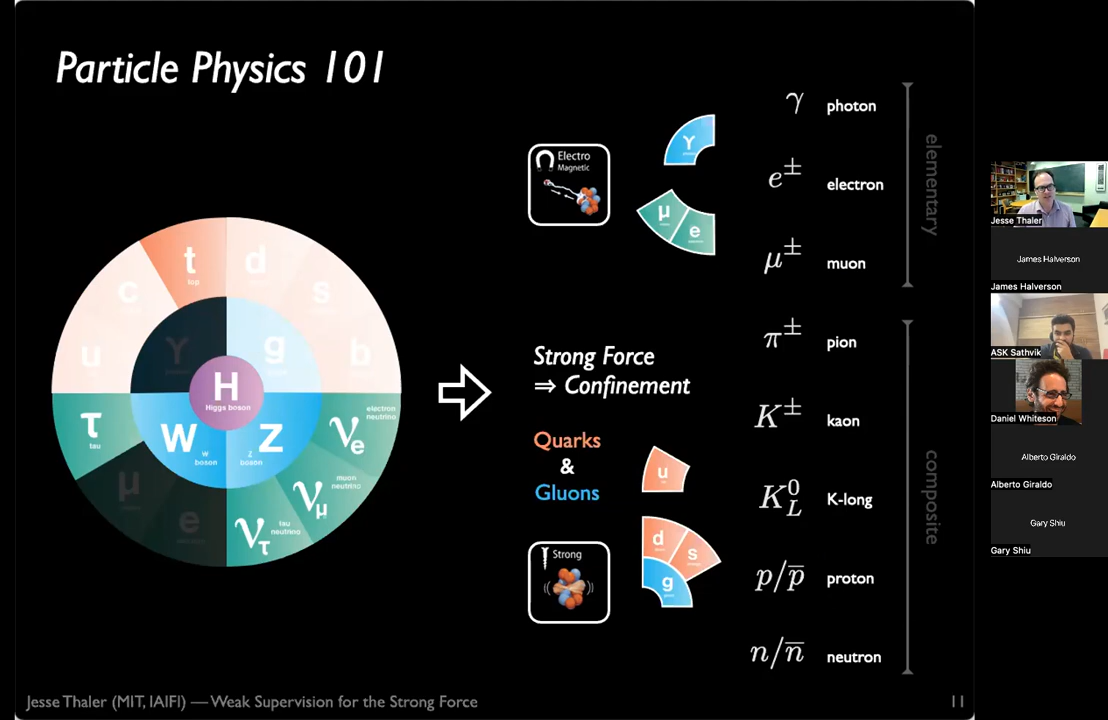 Particle Physics 101
t
top
d
c
s
u
b
γ
g
H
Higgs boson
τ
tau
W
W
boson
Z
Z
boson
electron
neutrino
νe
muon
neutrino
νμ
tau
neutrino
ντ
μ
e
Electro
Magnetic
γ
μ
e
Strong Force
⇒ Confinement
Quarks
&
Gluons
Strong
u
d
s
g
γ photon
e± electron
μ± muon
π± pion
K± kaon
K⁰L K-long
p/p̅ proton
n/n̅ neutron
elementary
composite
Jesse Thaler (MIT, IAIFI) — Weak Supervision for the Strong Force
11
Jesse Thaler
James Halverson
James Halverson
ASK Sathvik
Daniel Whiteson
Alberto Giraldo
Alberto Giraldo
Gary Shiu
Gary Shiu